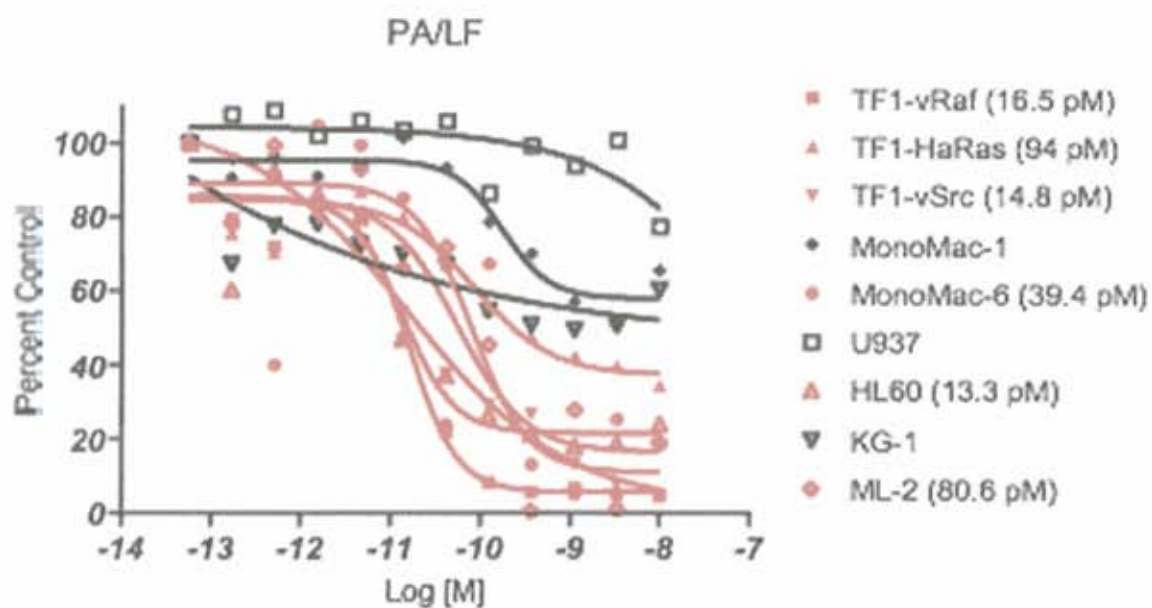 PA/LF
Percent Control
100
80
60
40
20
0
-14 -13 -12 -11 -10 -9 -8 -7
Log [M]
TF1-vRaf (16.5 pM)
TF1-HaRas (94 pM)
TF1-vSrc (14.8 pM)
MonoMac-1
MonoMac-6 (39.4 pM)
U937
HL60 (13.3 pM)
KG-1
ML-2 (80.6 pM)